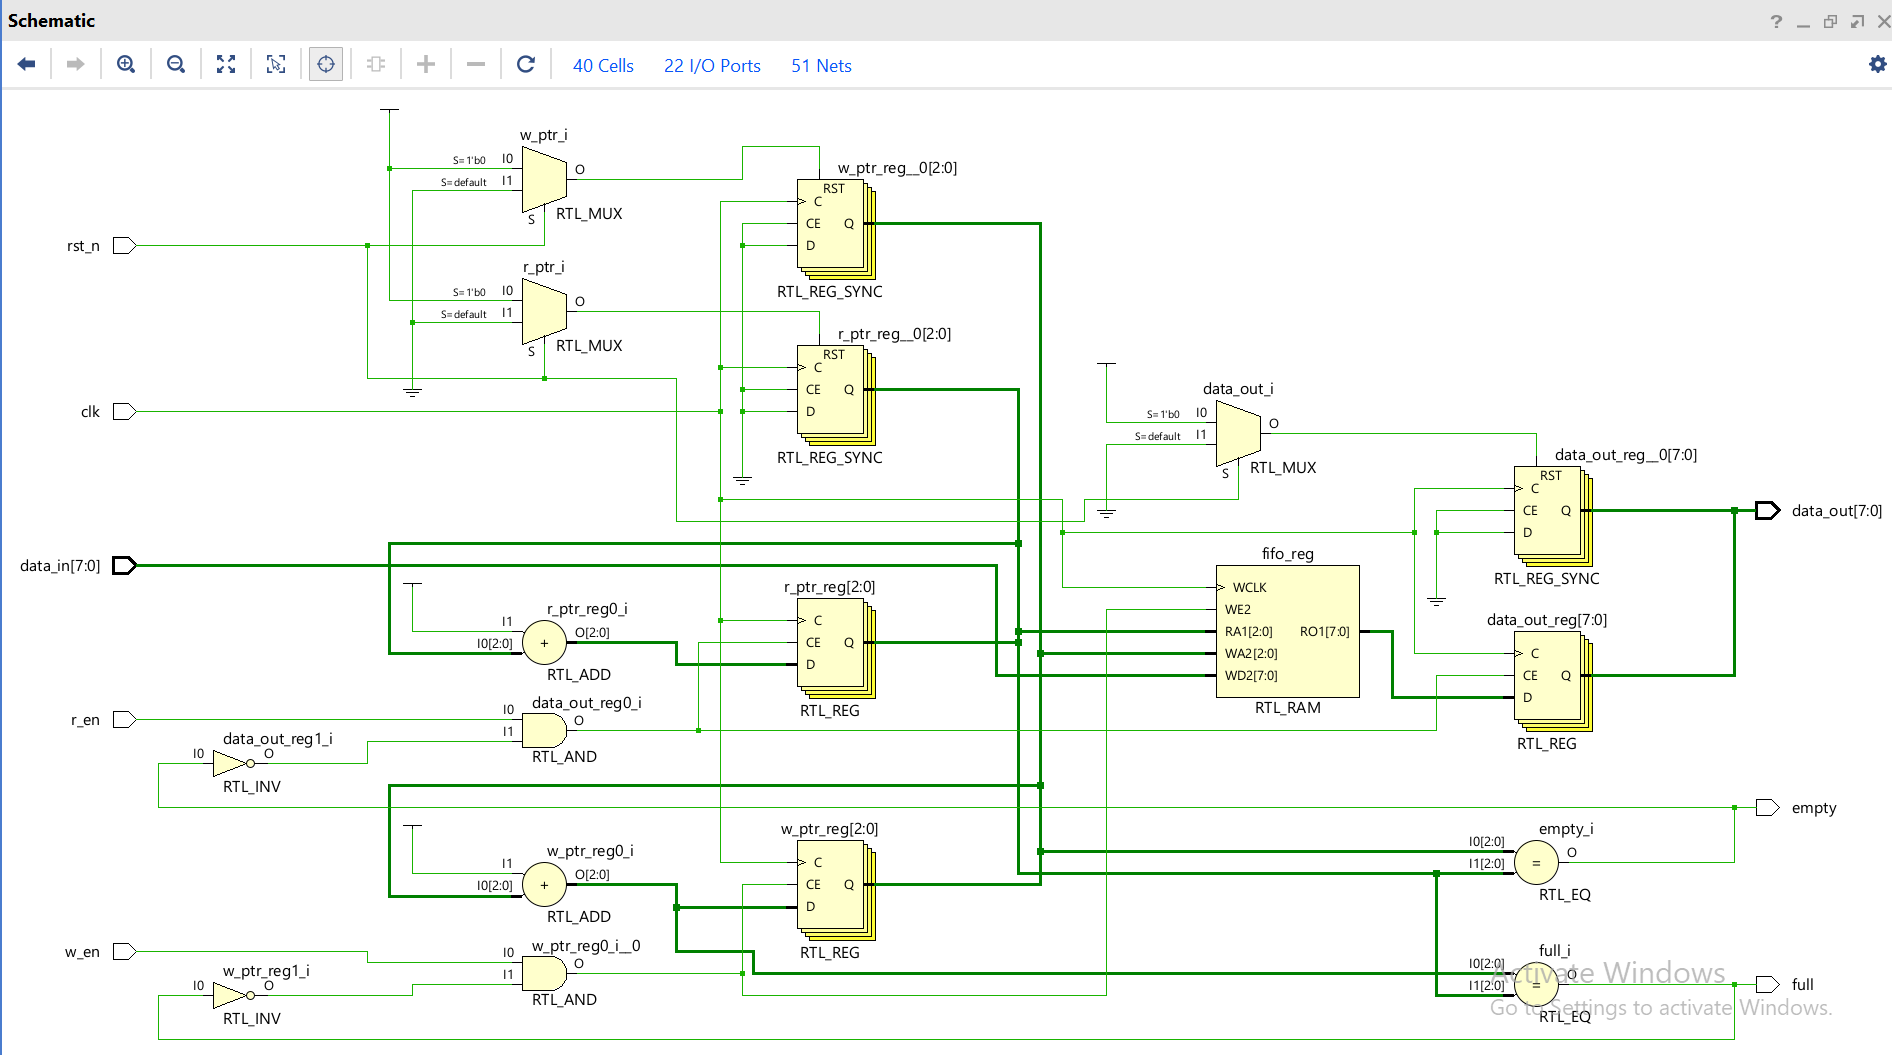 Schematic
40 Cells 22 I/O Ports 51 Nets
w_ptr_i
S=1'b0 I0
S=default I1
O
S
RTL_MUX
w_ptr_reg__0[2:0]
RST
C
CE Q
D
RTL_REG_SYNC
rst_n
r_ptr_i
S=1'b0 I0
S=default I1
O
S
RTL_MUX
r_ptr_reg__0[2:0]
RST
C
CE Q
D
RTL_REG_SYNC
clk
data_out_i
S=1'b0 I0
S=default I1
O
S
RTL_MUX
data_out_reg__0[7:0]
RST
C
CE Q
D
RTL_REG_SYNC
data_out[7:0]
data_in[7:0]
fifo_reg
WCLK
WE2
RA1[2:0] RO1[7:0]
WA2[2:0]
WD2[7:0]
RTL_RAM
r_ptr_reg0_i
I1
I0[2:0]
+
O[2:0]
RTL_ADD
r_ptr_reg[2:0]
C
CE Q
D
RTL_REG
data_out_reg[7:0]
C
CE Q
D
RTL_REG
r_en
data_out_reg0_i
I0
I1
O
RTL_AND
data_out_reg1_i
I0 O
RTL_INV
empty
w_ptr_reg0_i
I1
I0[2:0]
+
O[2:0]
RTL_ADD
w_ptr_reg[2:0]
C
CE Q
D
RTL_REG
empty_i
I0[2:0]
I1[2:0]
=
O
RTL_EQ
w_en
w_ptr_reg0_i__0
I0
I1
O
RTL_AND
w_ptr_reg1_i
I0 O
RTL_INV
full_i
I0[2:0]
I1[2:0]
=
O
RTL_EQ
full
Activate Windows
Go to Settings to activate Windows.